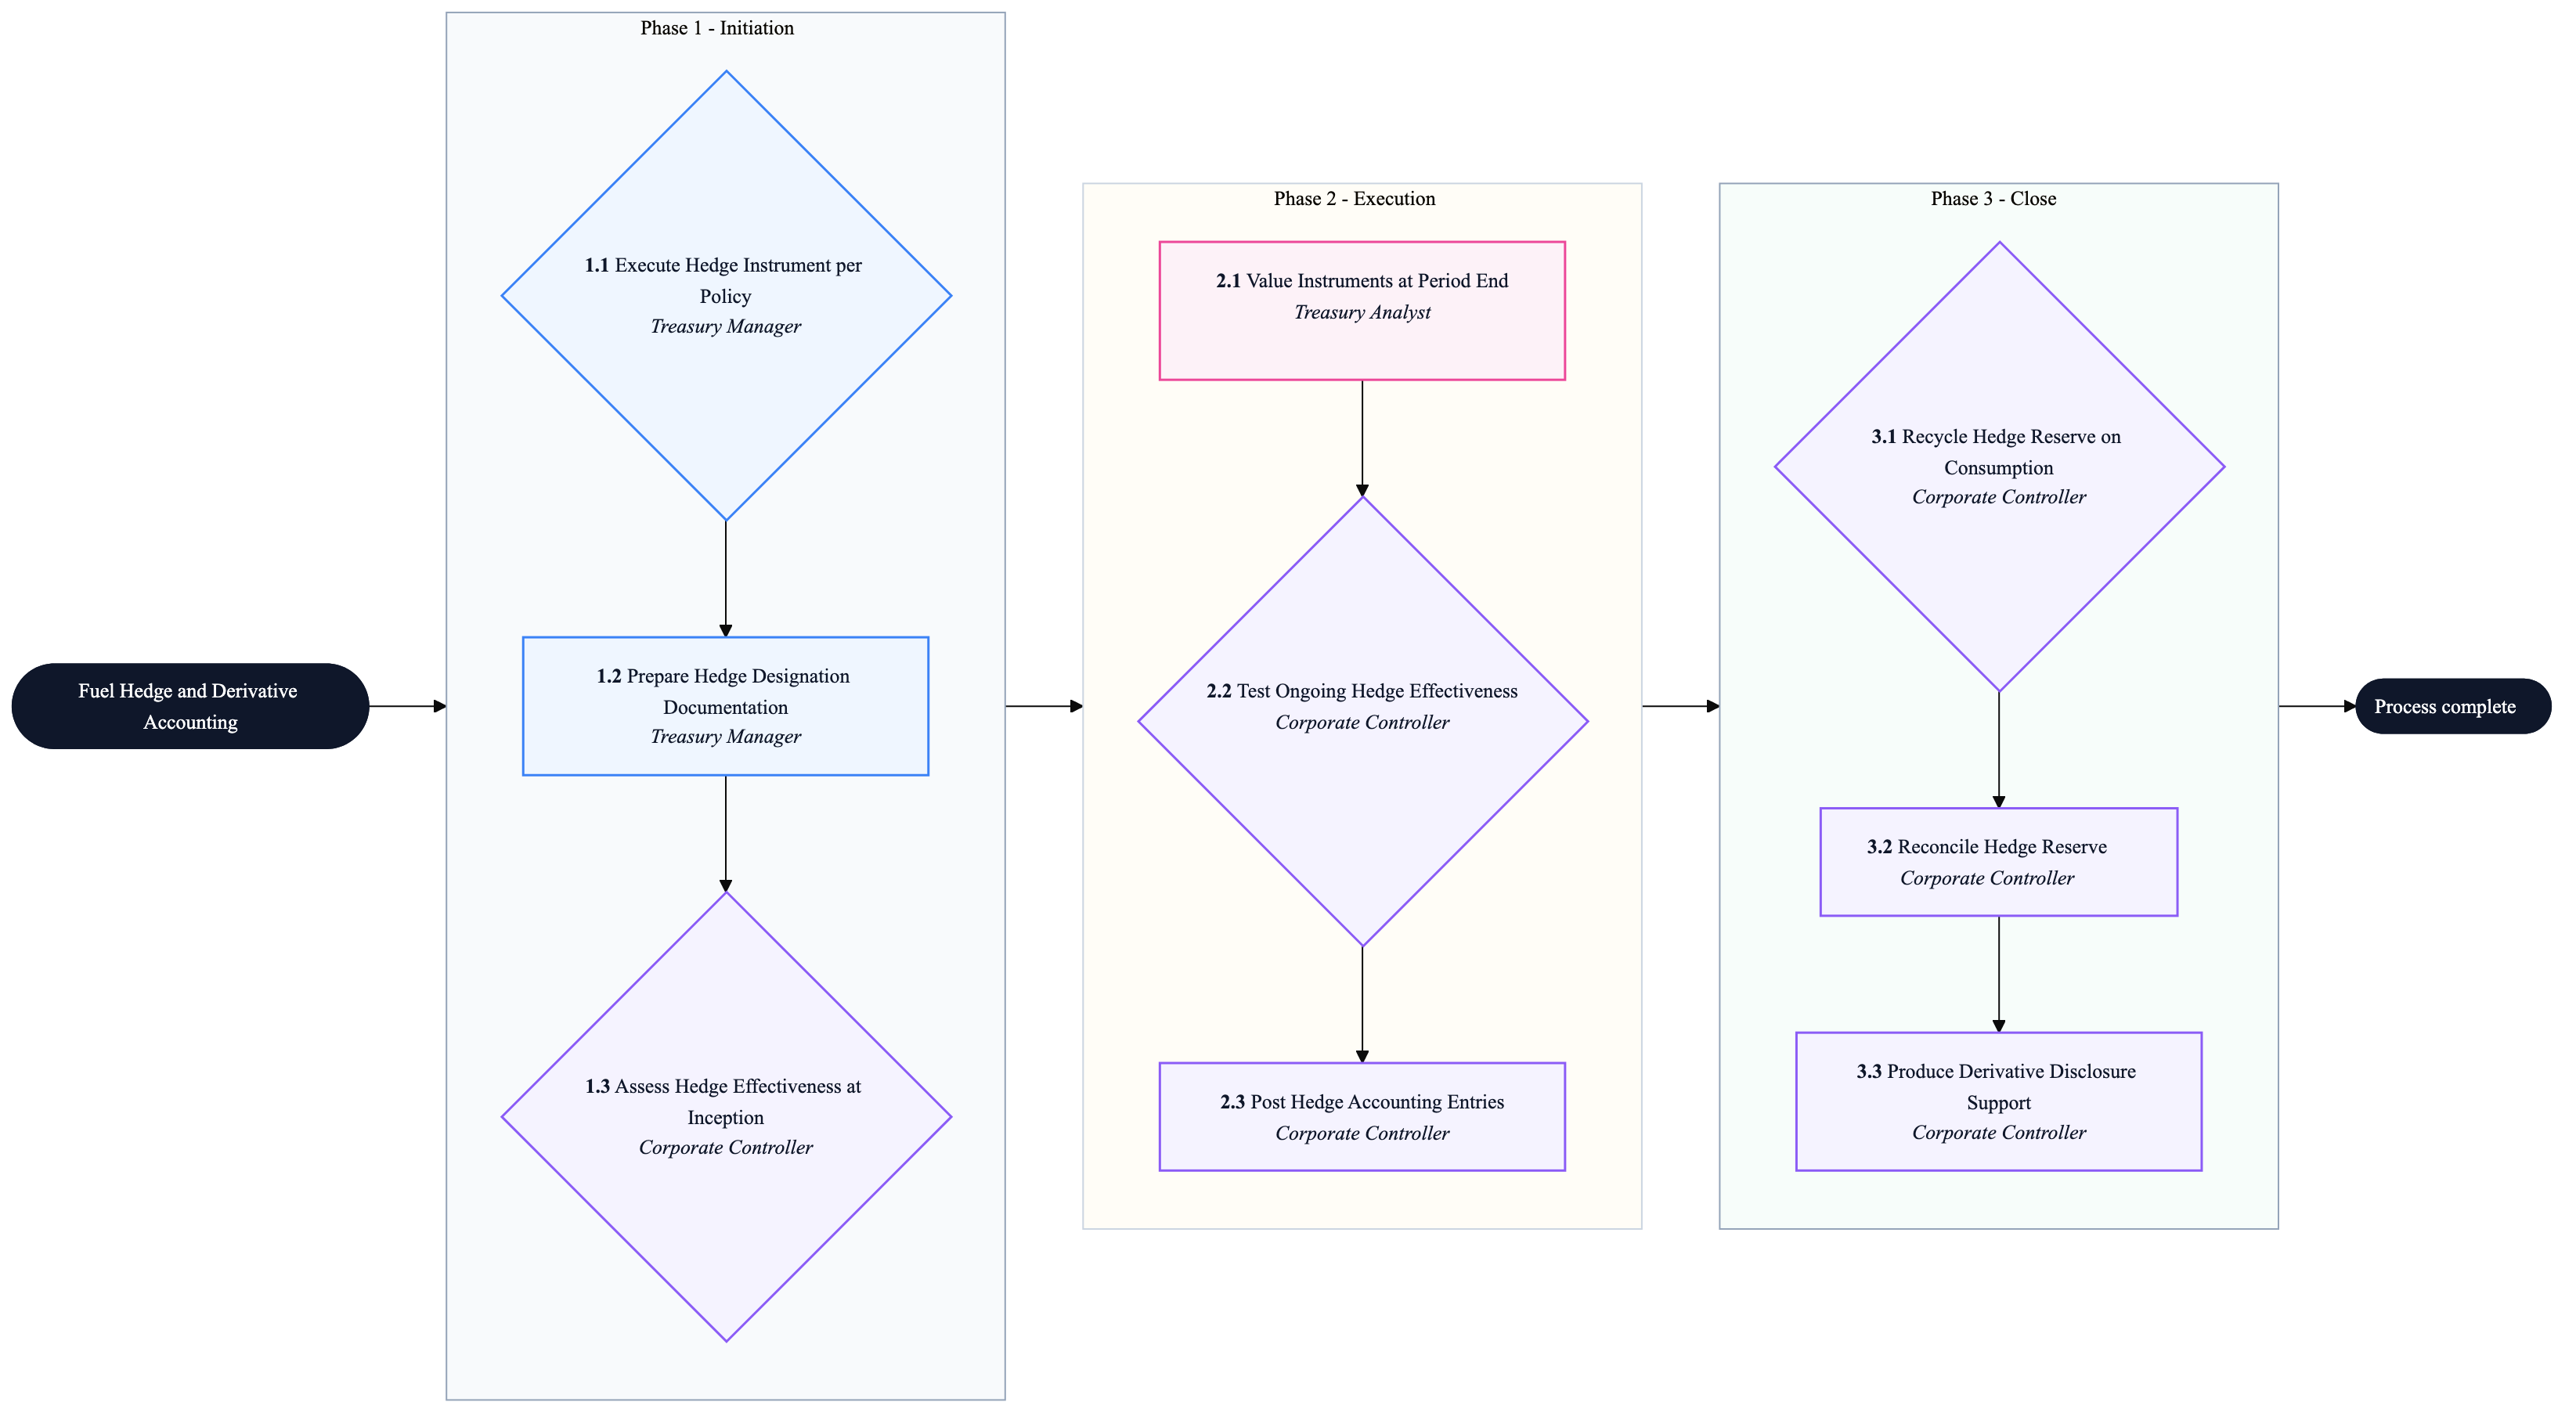 Fuel Hedge and Derivative
Accounting
Phase 1 - Initiation
1.1 Execute Hedge Instrument per
Policy
Treasury Manager
1.2 Prepare Hedge Designation
Documentation
Treasury Manager
1.3 Assess Hedge Effectiveness at
Inception
Corporate Controller
Phase 2 - Execution
2.1 Value Instruments at Period End
Treasury Analyst
2.2 Test Ongoing Hedge Effectiveness
Corporate Controller
2.3 Post Hedge Accounting Entries
Corporate Controller
Phase 3 - Close
3.1 Recycle Hedge Reserve on
Consumption
Corporate Controller
3.2 Reconcile Hedge Reserve
Corporate Controller
3.3 Produce Derivative Disclosure
Support
Corporate Controller
Process complete